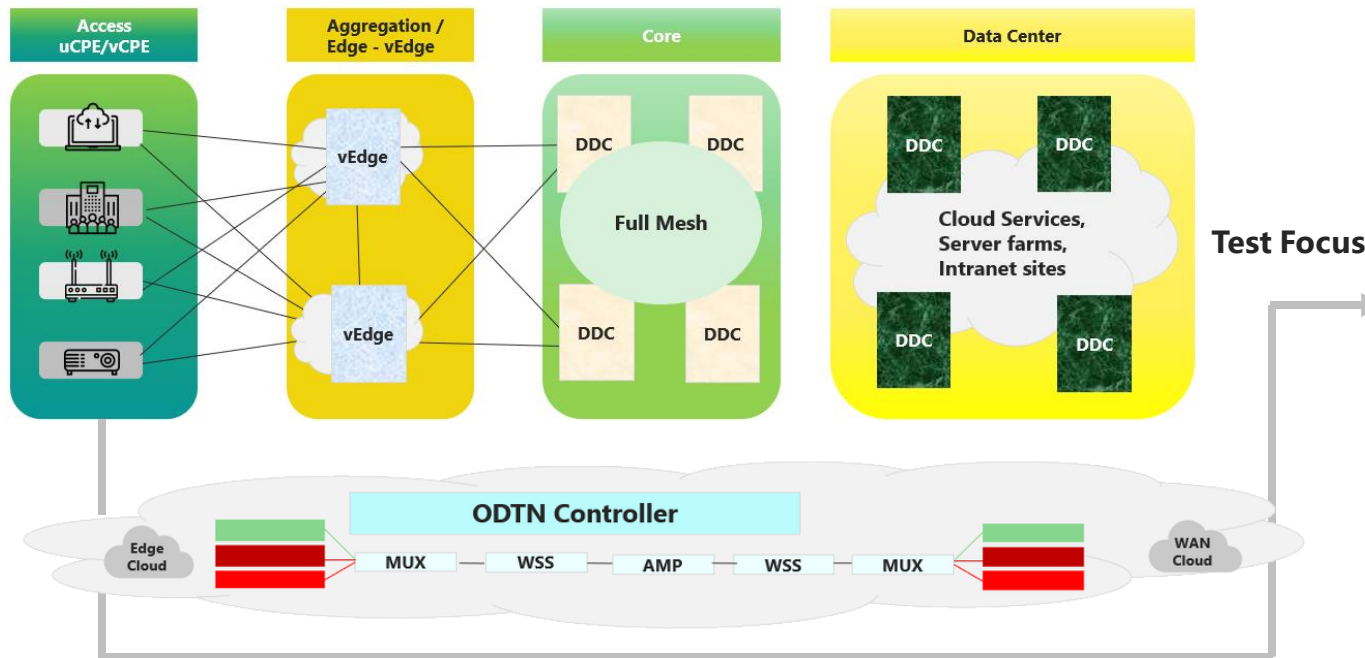 Access
uCPE/vCPE
Aggregation /
Edge - vEdge
Core
Data Center
vEdge
vEdge
DDC
DDC
Full Mesh
DDC
DDC
DDC
DDC
Cloud Services,
Server farms,
Intranet sites
DDC
DDC
Test Focus
ODTN Controller
Edge
Cloud
MUX
WSS
AMP
WSS
MUX
WAN
Cloud